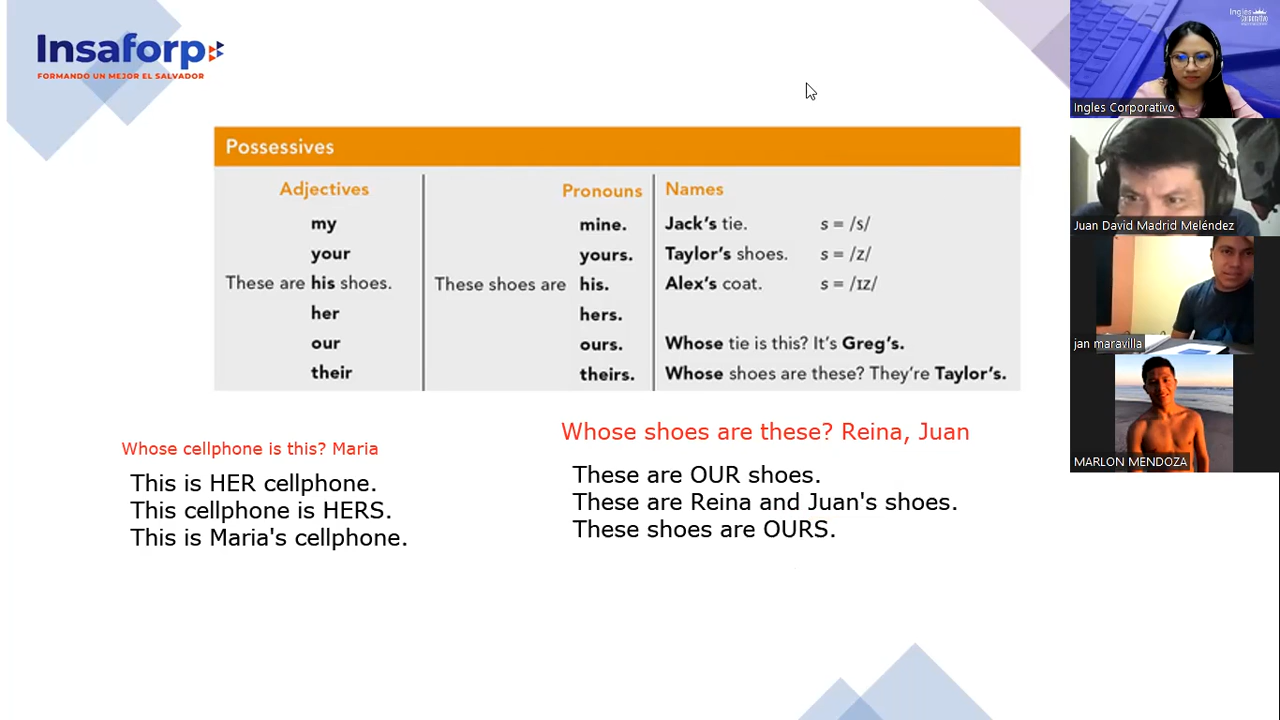 Insaforp
FORMANDO UN MEJOR EL SALVADOR
Possessives
Adjectives
my
your
These are his shoes.
her
our
their
Pronouns
mine.
yours.
These shoes are his.
hers.
ours.
theirs.
Names
Jack's tie. s = /s/
Taylor's shoes. s = /z/
Alex's coat. s = /ɪz/
Whose tie is this? It's Greg's.
Whose shoes are these? They're Taylor's.
Whose cellphone is this? Maria
This is HER cellphone.
This cellphone is HERS.
This is Maria's cellphone.
Whose shoes are these? Reina, Juan
These are OUR shoes.
These are Reina and Juan's shoes.
These shoes are OURS.
Ingles
Corporativo
Ingles Corporativo
Juan David Madrid Meléndez
jan maravilla
MARLON MENDOZA